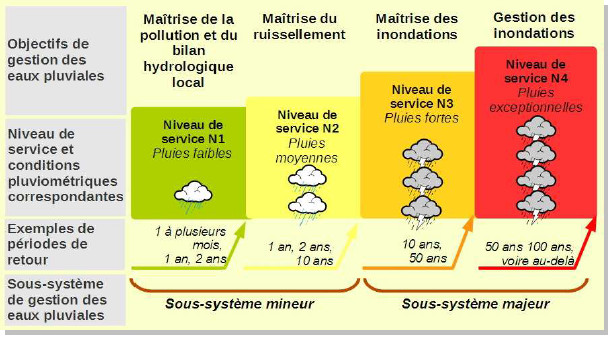 Objectifs de
gestion des
eaux pluviales
Maîtrise de la
pollution et du
bilan
hydrologique
local
Maîtrise du
ruissellement
Maîtrise des
inondations
Gestion des
inondations
Niveau de
service et
conditions
pluviométriques
correspondantes
Niveau de
service N1
Pluies faibles
Niveau de
service N2
Pluies
moyennes
Niveau de
service N3
Pluies fortes
Niveau de
service N4
Pluies
exceptionnelles
Exemples de
périodes de
retour
1 à plusieurs
mois,
1 an, 2 ans
1 an, 2 ans,
10 ans
10 ans,
50 ans
50 ans 100 ans,
voire au-delà
Sous-système
de gestion des
eaux pluviales
Sous-système mineur
Sous-système majeur